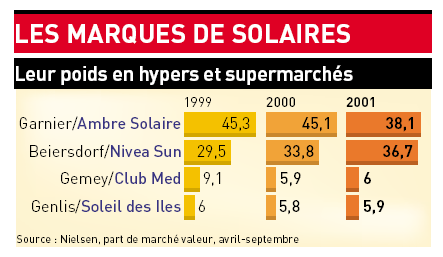 LES MARQUES DE SOLAIRES
Leur poids en hypers et supermarchés
1999 2000 2001
Garnier/Ambre Solaire 45,3 45,1 38,1
Beiersdorf/Nivea Sun 29,5 33,8 36,7
Gemey/Club Med 9,1 5,9 6
Genlis/Soleil des Iles 6 5,8 5,9
Source : Nielsen, part de marché valeur, avril-septembre